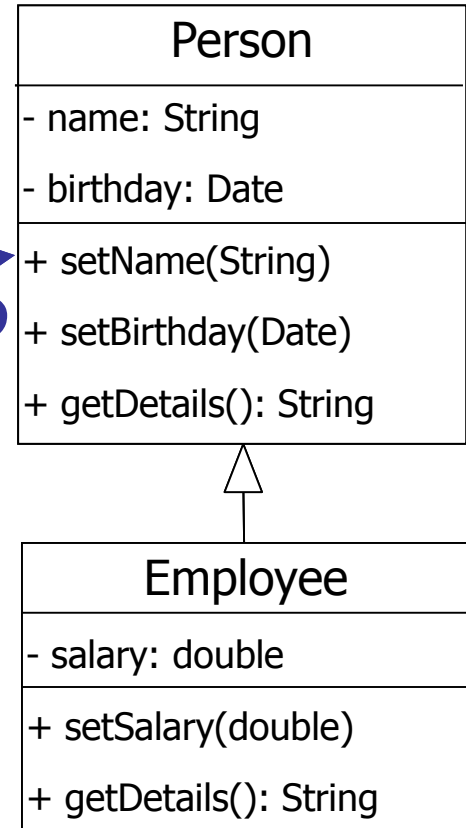 Person
- name: String
- birthday: Date
+ setName(String)
+ setBirthday(Date)
+ getDetails(): String
Employee
- salary: double
+ setSalary(double)
+ getDetails(): String